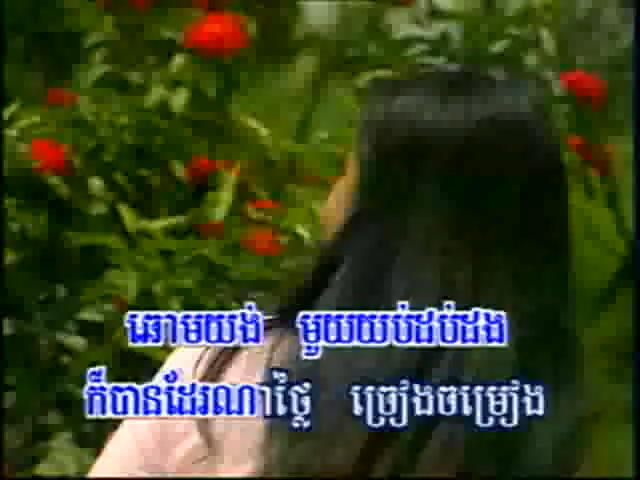 ឆោមយង់ មួយយប់ដប់ដង
ក៏បានដែរណាថ្លៃ ច្រៀងចម្រៀង